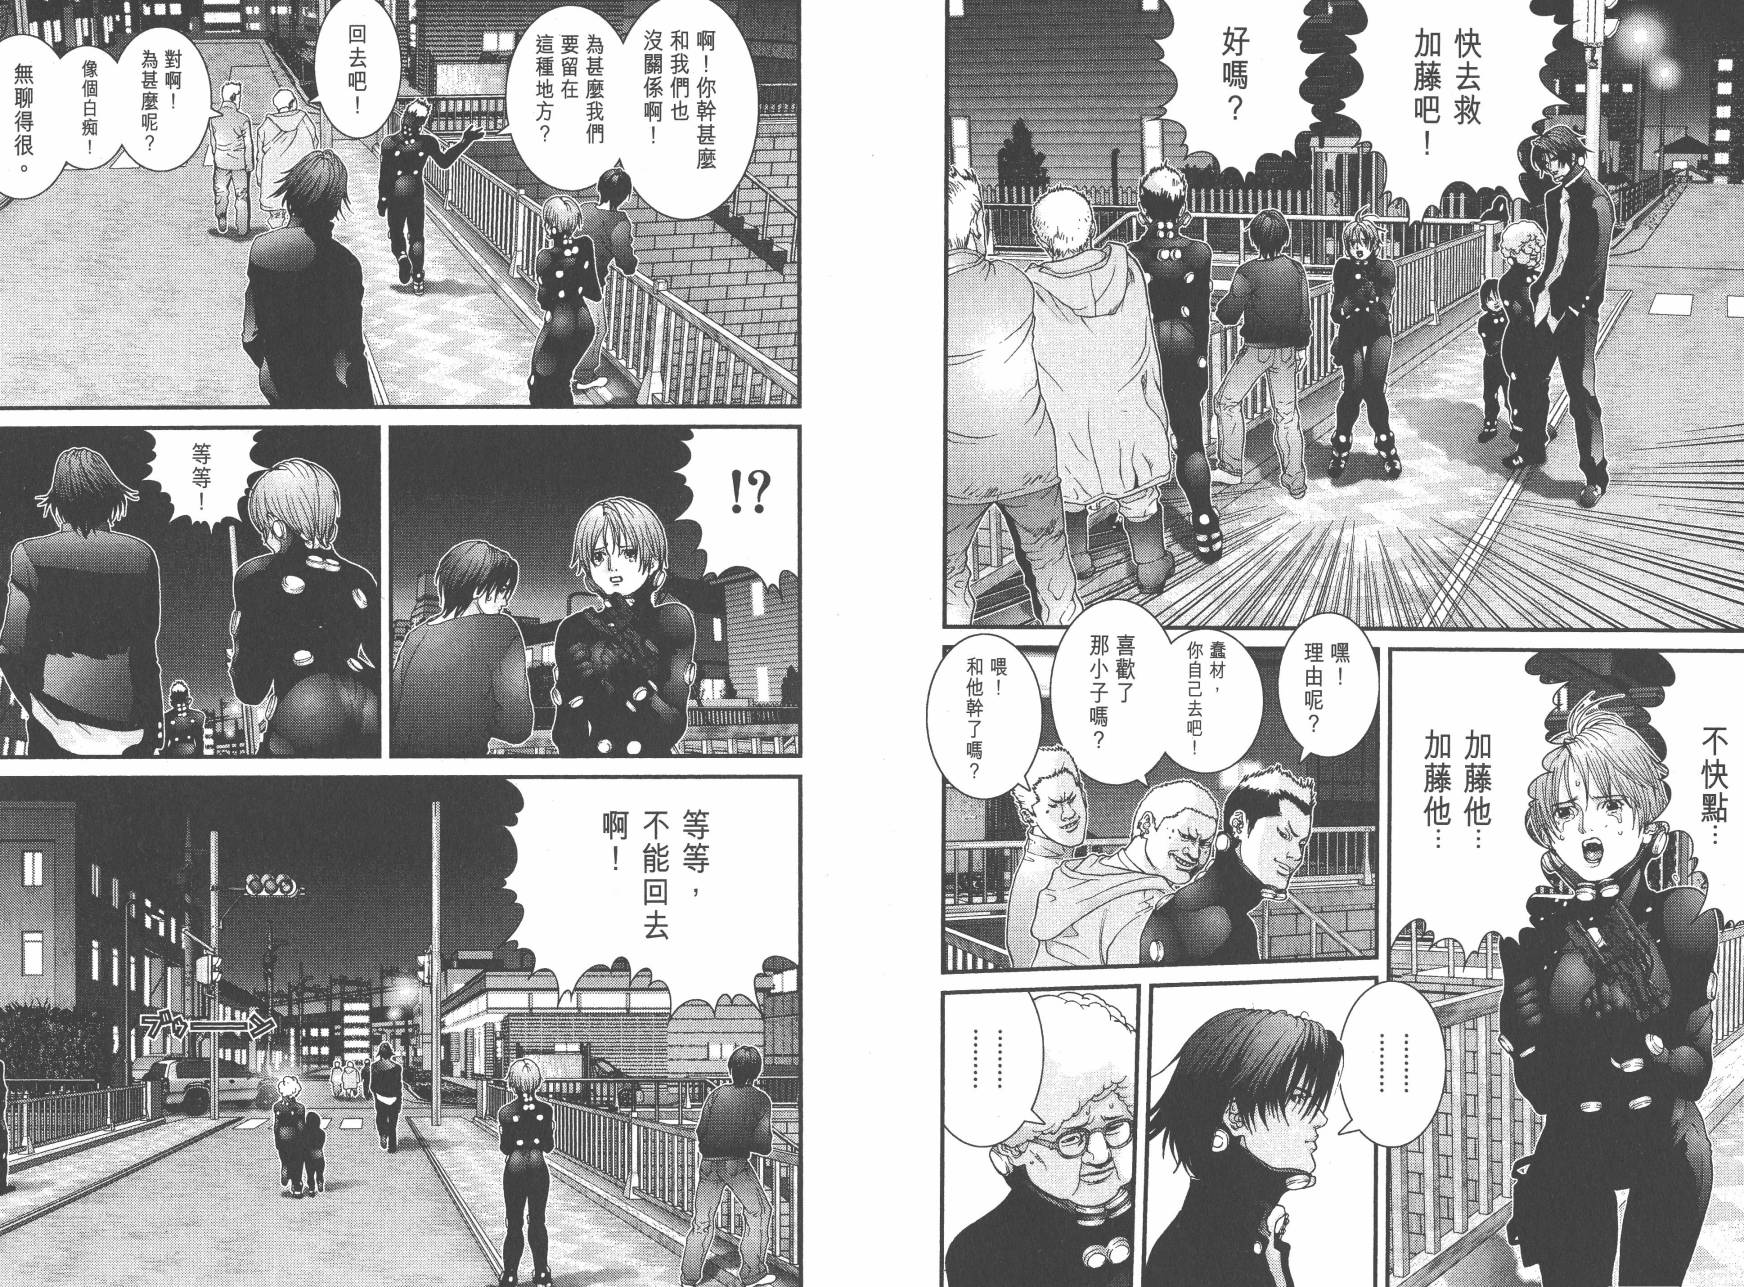 快去救
加藤吧！
好嗎？
不快點…
加藤他…
加藤他…
嘿！
理由呢？
蠢材，
你自己去吧！
喜歡了
那小子嗎？
喂！
和他幹了嗎？
………
………
啊！你幹甚麼
和我們也
沒關係啊！
為甚麼我們
要留在
這種地方？
回去吧！
對啊！
為甚麼呢？
像個白痴！
無聊得很。
!?
等等！
等等，
不能回去
啊！
ブゥーーン